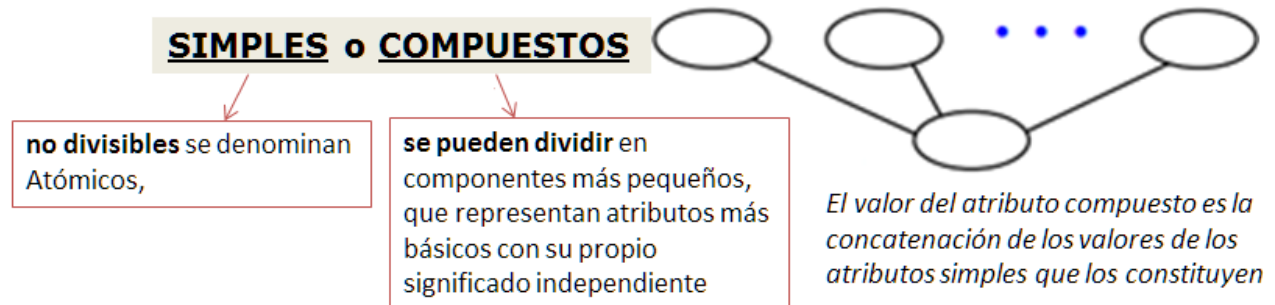 SIMPLES o COMPUESTOS
no divisibles se denominan
Atómicos,
se pueden dividir en
componentes más pequeños,
que representan atributos más
básicos con su propio
significado independiente
El valor del atributo compuesto es la
concatenación de los valores de los
atributos simples que los constituyen